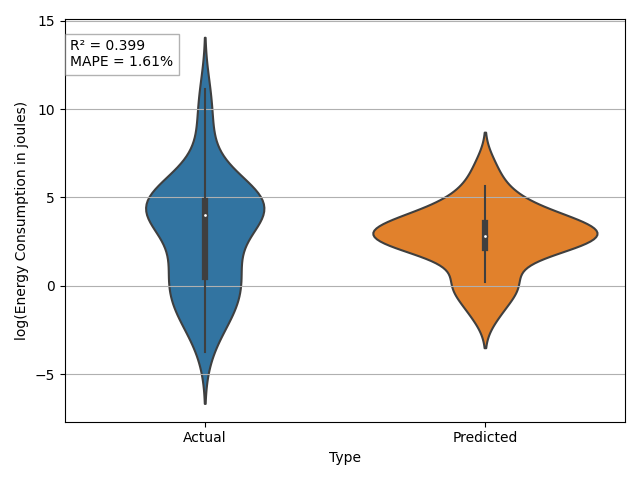 15
R² = 0.399
MAPE = 1.61%
10
5
0
−5
log(Energy Consumption in joules)
Actual
Predicted
Type